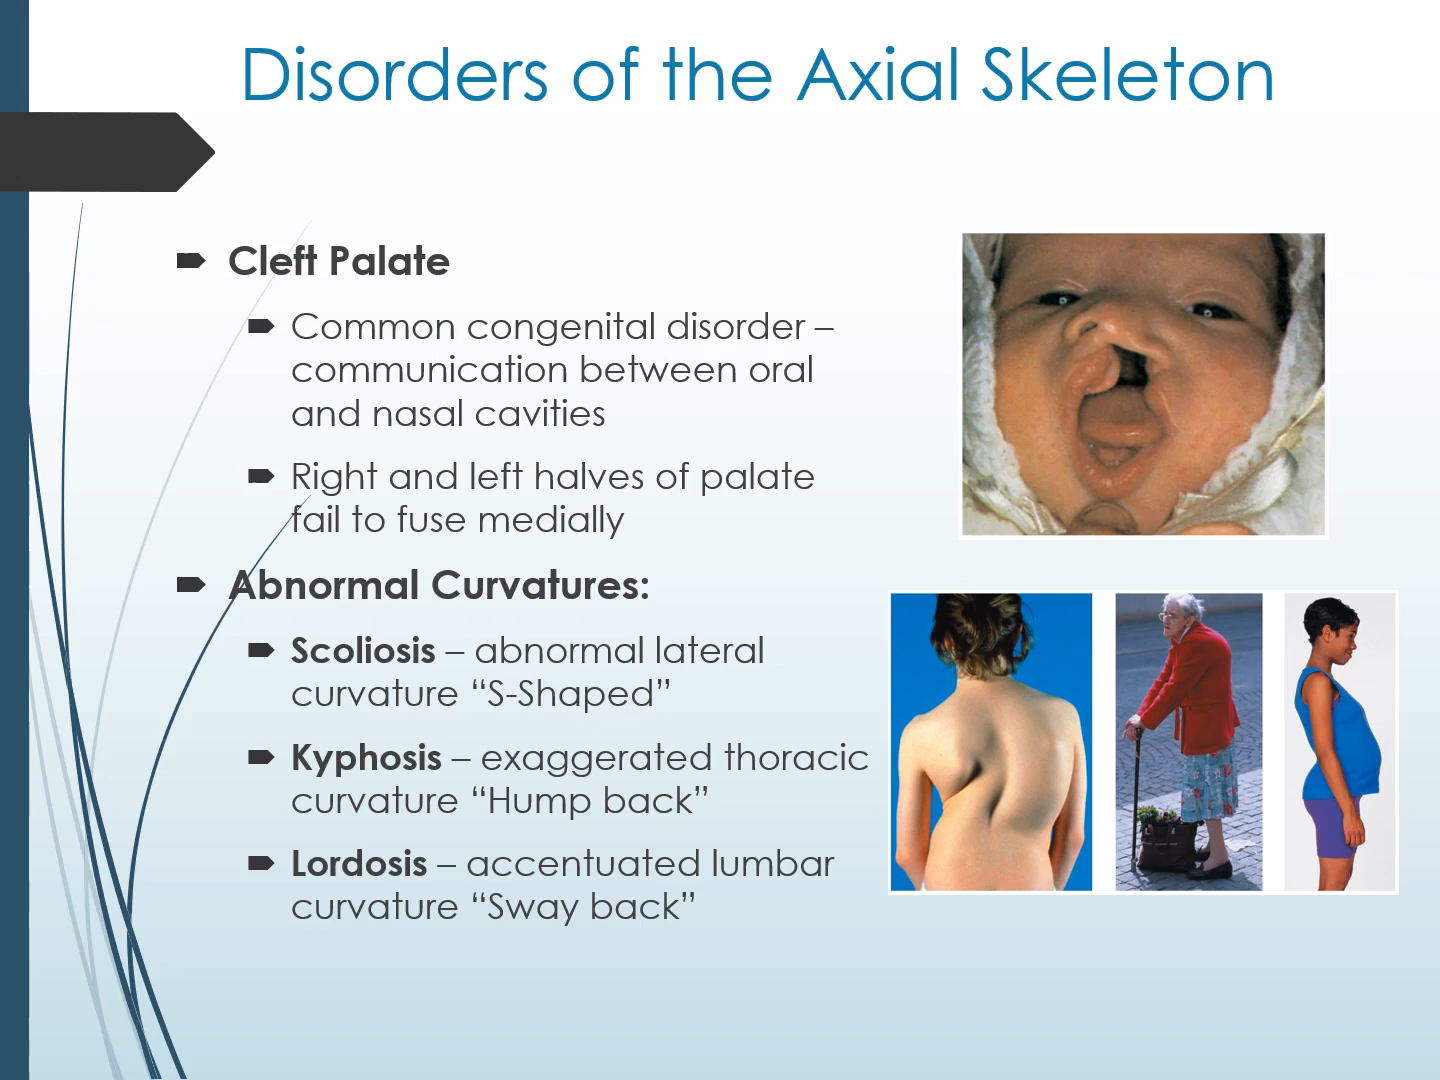 Disorders of the Axial Skeleton
Cleft Palate
Common congenital disorder –
communication between oral
and nasal cavities
Right and left halves of palate
fail to fuse medially
Abnormal Curvatures:
Scoliosis – abnormal lateral
curvature “S-Shaped”
Kyphosis – exaggerated thoracic
curvature “Hump back”
Lordosis – accentuated lumbar
curvature “Sway back”